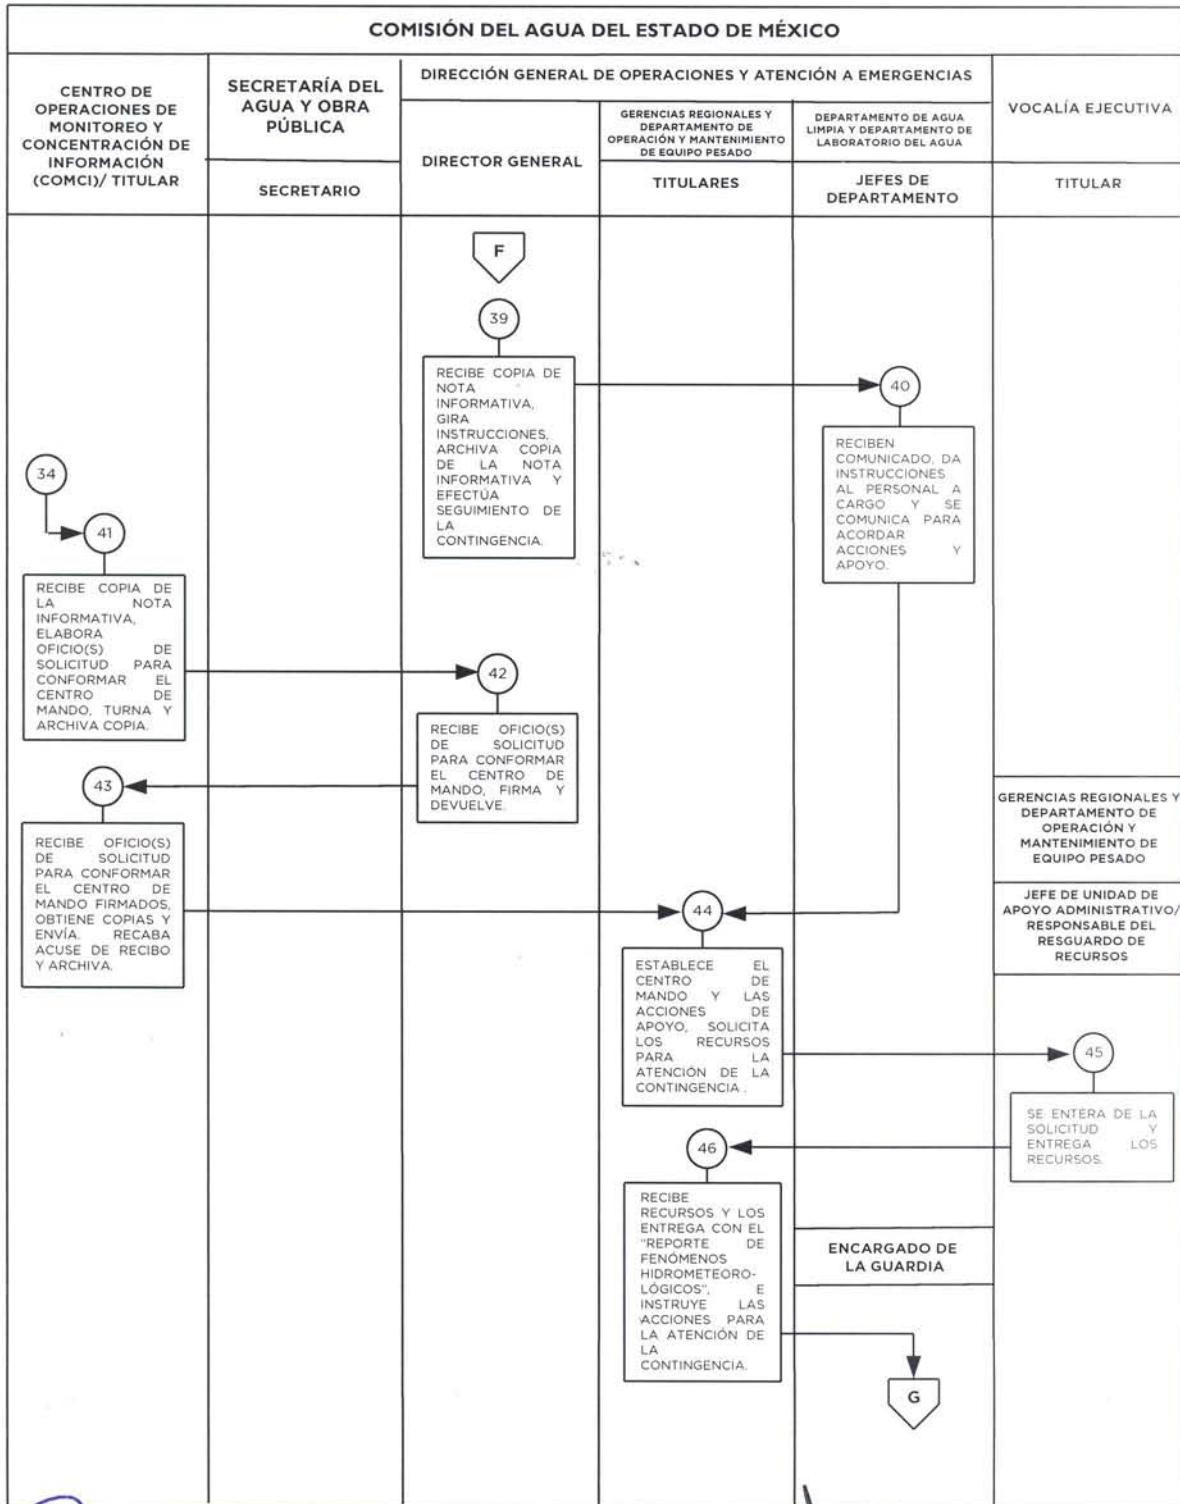 COMISIÓN DEL AGUA DEL ESTADO DE MÉXICO
CENTRO DE
OPERACIONES DE
MONITOREO Y
CONCENTRACIÓN DE
INFORMACIÓN
(COMCI)/ TITULAR
SECRETARÍA DEL
AGUA Y OBRA
PÚBLICA
SECRETARIO
DIRECCIÓN GENERAL DE OPERACIONES Y ATENCIÓN A EMERGENCIAS
DIRECTOR GENERAL
GERENCIAS REGIONALES Y
DEPARTAMENTO DE
OPERACIÓN Y MANTENIMIENTO
DE EQUIPO PESADO
TITULARES
DEPARTAMENTO DE AGUA
LIMPIA Y DEPARTAMENTO DE
LABORATORIO DEL AGUA
JEFES DE
DEPARTAMENTO
VOCALÍA EJECUTIVA
TITULAR
F
39
RECIBE COPIA DE
NOTA
INFORMATIVA,
GIRA
INSTRUCCIONES,
ARCHIVA COPIA
DE LA NOTA
INFORMATIVA Y
EFECTÚA
SEGUIMIENTO DE
LA
CONTINGENCIA.
40
RECIBEN
COMUNICADO, DA
INSTRUCCIONES
AL PERSONAL A
CARGO Y SE
COMUNICA PARA
ACORDAR
ACCIONES Y
APOYO.
34
41
RECIBE COPIA DE
LA NOTA
INFORMATIVA,
ELABORA
OFICIO(S) DE
SOLICITUD PARA
CONFORMAR EL
CENTRO DE
MANDO, TURNA Y
ARCHIVA COPIA.
42
RECIBE OFICIO(S)
DE SOLICITUD
PARA CONFORMAR
EL CENTRO DE
MANDO, FIRMA Y
DEVUELVE.
43
RECIBE OFICIO(S)
DE SOLICITUD
PARA CONFORMAR
EL CENTRO DE
MANDO FIRMADOS,
OBTIENE COPIAS Y
ENVÍA. RECABA
ACUSE DE RECIBO
Y ARCHIVA.
GERENCIAS REGIONALES Y
DEPARTAMENTO DE
OPERACIÓN Y
MANTENIMIENTO DE
EQUIPO PESADO
JEFE DE UNIDAD DE
APOYO ADMINISTRATIVO/
RESPONSABLE DEL
RESGUARDO DE
RECURSOS
44
ESTABLECE EL
CENTRO DE
MANDO Y LAS
ACCIONES DE
APOYO, SOLICITA
LOS RECURSOS
PARA LA
ATENCIÓN DE LA
CONTINGENCIA .
45
SE ENTERA DE LA
SOLICITUD Y
ENTREGA LOS
RECURSOS.
46
RECIBE
RECURSOS Y LOS
ENTREGA CON EL
"REPORTE DE
FENÓMENOS
HIDROMETEORO-
LÓGICOS", E
INSTRUYE LAS
ACCIONES PARA
LA ATENCIÓN DE
LA
CONTINGENCIA.
ENCARGADO DE
LA GUARDIA
G